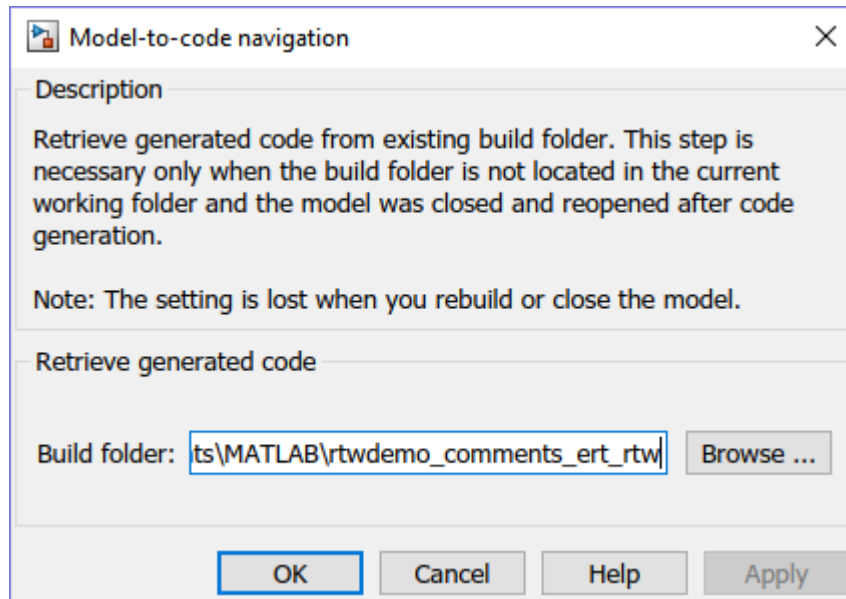 Model-to-code navigation
Description
Retrieve generated code from existing build folder. This step is
necessary only when the build folder is not located in the current
working folder and the model was closed and reopened after code
generation.
Note: The setting is lost when you rebuild or close the model.
Retrieve generated code
Build folder: ts\MATLAB\rtwdemo_comments_ert_rtw Browse ...
OK Cancel Help Apply